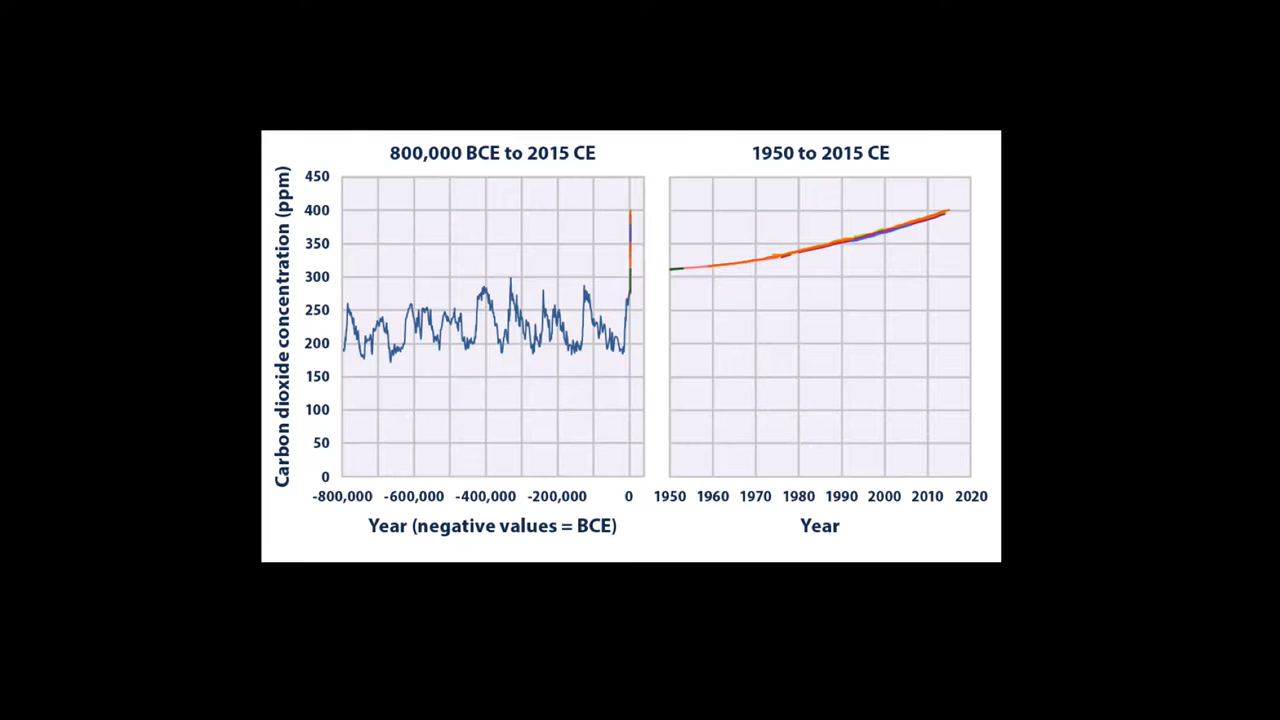 800,000 BCE to 2015 CE
1950 to 2015 CE
Carbon dioxide concentration (ppm)
450
400
350
300
250
200
150
100
50
0
-800,000 -600,000 -400,000 -200,000 0
1950 1960 1970 1980 1990 2000 2010 2020
Year (negative values = BCE)
Year